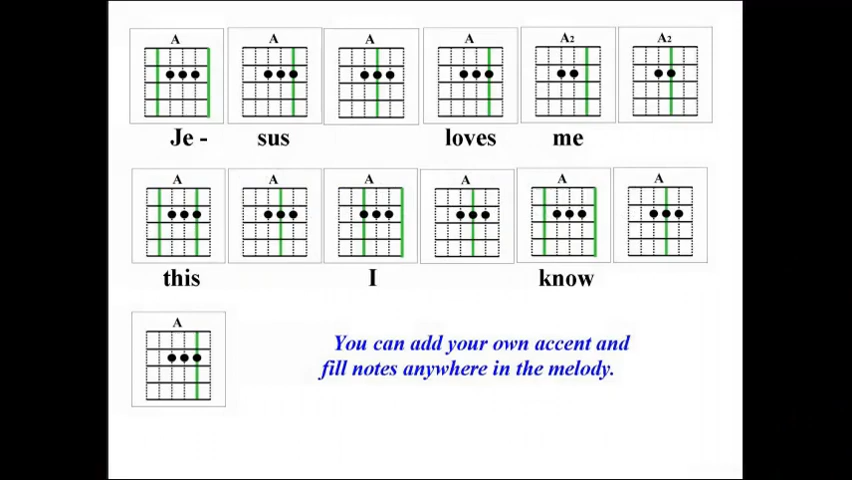 A A A A A2 A2
Je - sus loves me
A A A A A A
this I know
A
You can add your own accent and
fill notes anywhere in the melody.